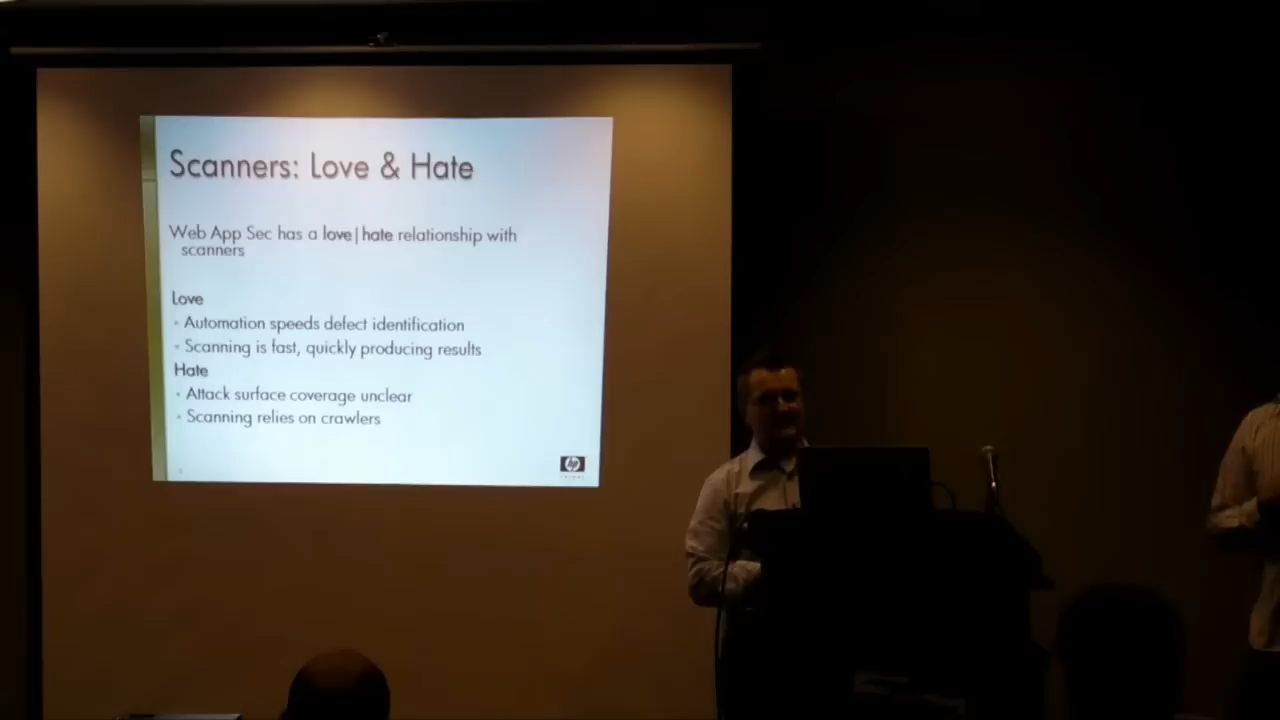 Scanners: Love & Hate
Web App Sec has a love|hate relationship with
scanners
Love
• Automation speeds defect identification
• Scanning is fast, quickly producing results
Hate
• Attack surface coverage unclear
• Scanning relies on crawlers
hp